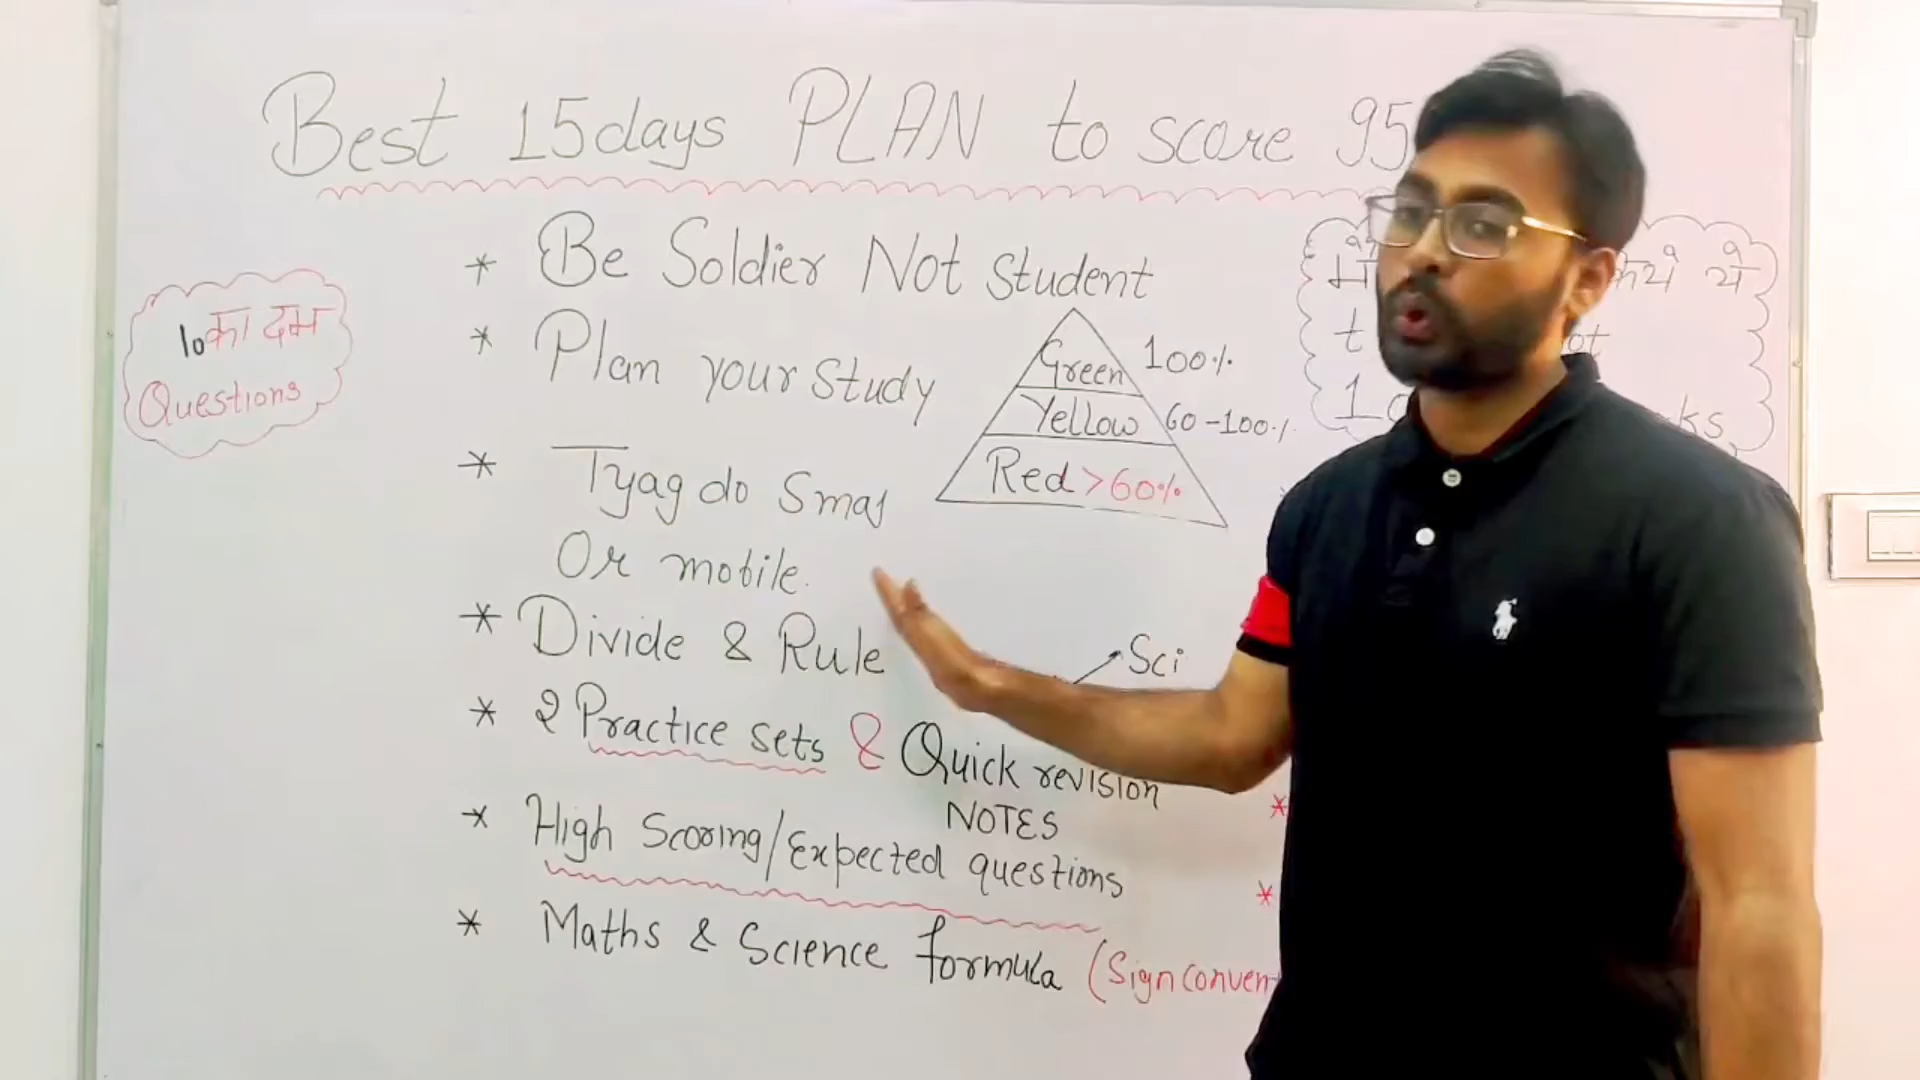 Best 15days PLAN to score 95
* Be Soldier Not Student
10का दम
Questions
* Plan your Study
Green 100%
Yellow 60-100%
Red >60%
* Tyag do Smaj
Or mobile.
* Divide & Rule
Sci
* 2 Practice sets & Quick revision
NOTES
* High Scoring/Expected questions
* Maths & Science formula (Sign conven